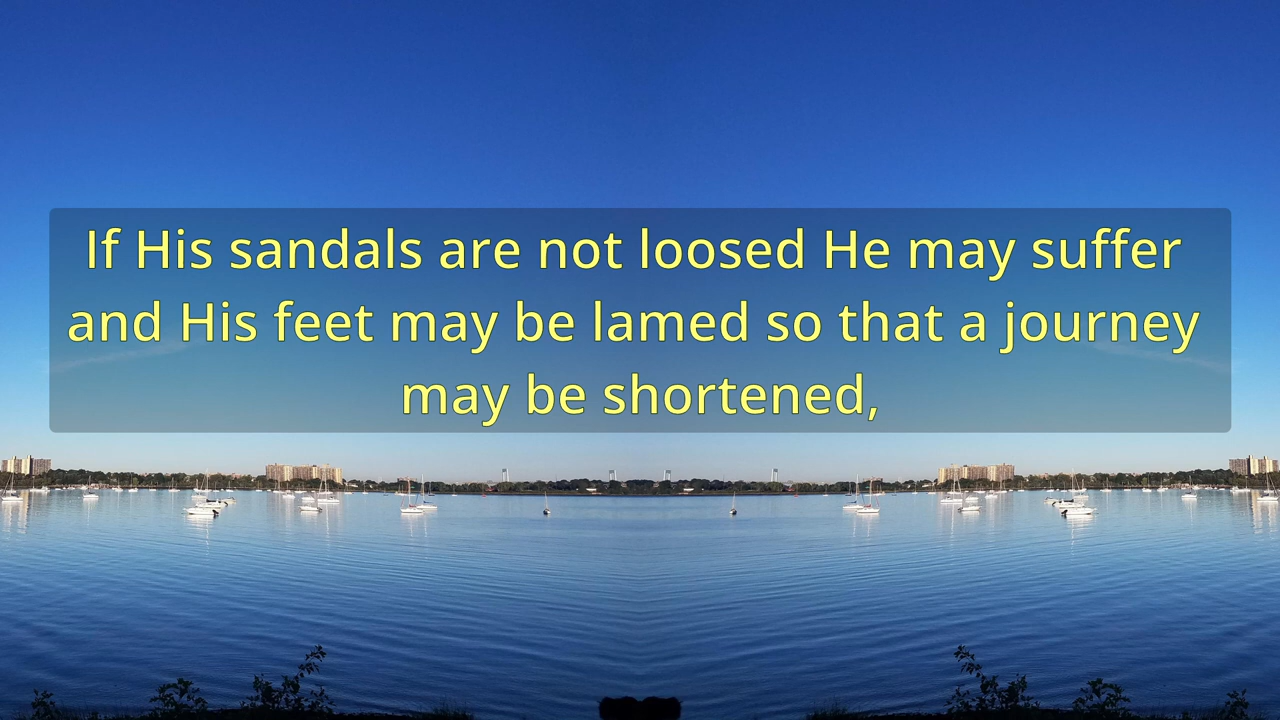 If His sandals are not loosed He may suffer
and His feet may be lamed so that a journey
may be shortened,